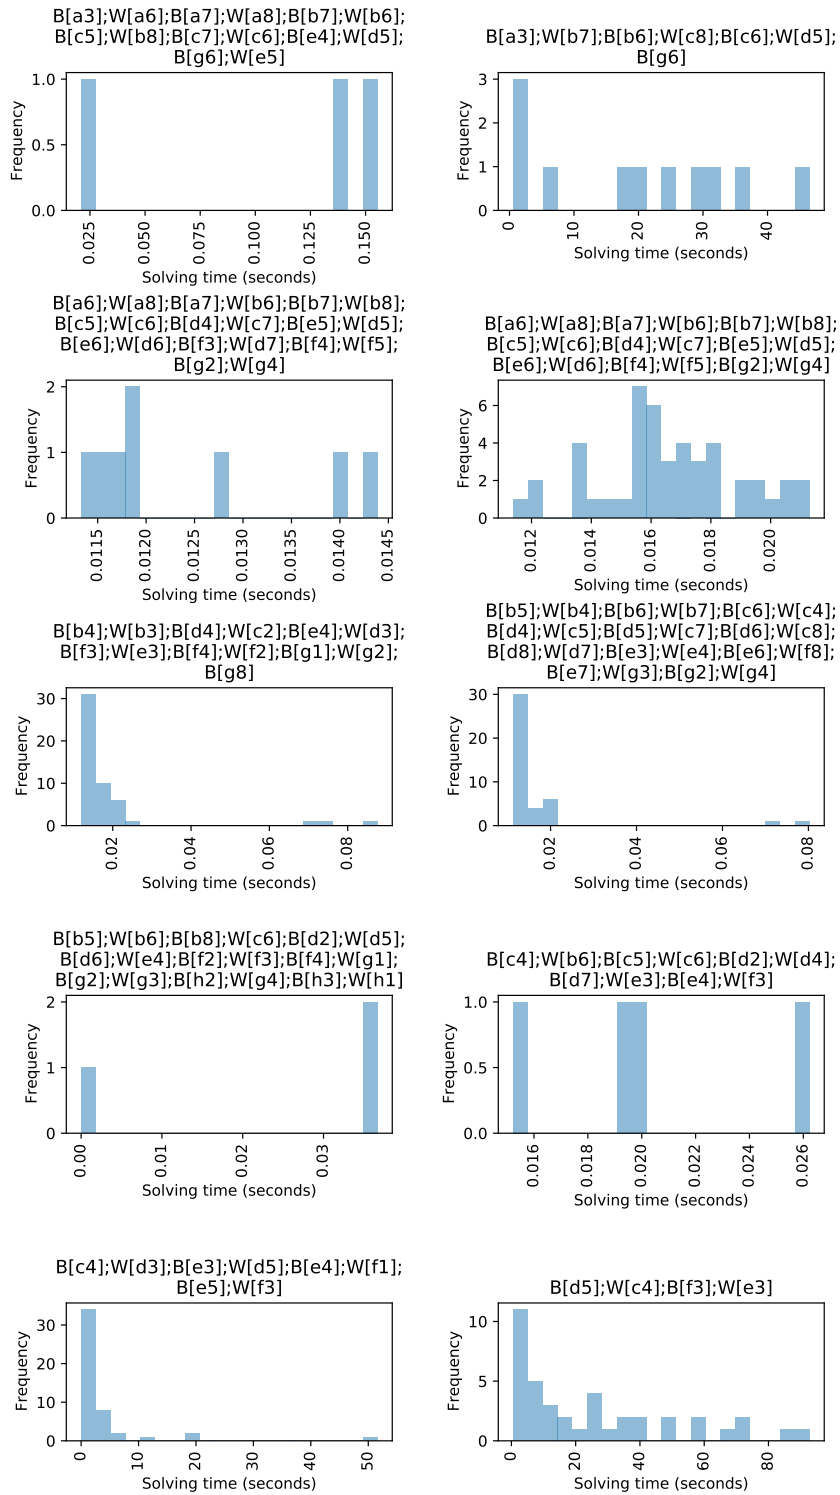 B[a3];W[a6];B[a7];W[a8];B[b7];W[b6];
B[c5];W[b8];B[c7];W[c6];B[e4];W[d5];
B[g6];W[e5]
1.0
0.5
0.0
Frequency
0.025
0.050
0.075
0.100
0.125
0.150
Solving time (seconds)
B[a3];W[b7];B[b6];W[c8];B[c6];W[d5];
B[g6]
3
2
1
0
Frequency
0
10
20
30
40
Solving time (seconds)
B[a6];W[a8];B[a7];W[b6];B[b7];W[b8];
B[c5];W[c6];B[d4];W[c7];B[e5];W[d5];
B[e6];W[d6];B[f3];W[d7];B[f4];W[f5];
B[g2];W[g4]
2
1
0
Frequency
0.0115
0.0120
0.0125
0.0130
0.0135
0.0140
0.0145
Solving time (seconds)
B[a6];W[a8];B[a7];W[b6];B[b7];W[b8];
B[c5];W[c6];B[d4];W[c7];B[e5];W[d5];
B[e6];W[d6];B[f4];W[f5];B[g2];W[g4]
6
4
2
0
Frequency
0.012
0.014
0.016
0.018
0.020
Solving time (seconds)
B[b4];W[b3];B[d4];W[c2];B[e4];W[d3];
B[f3];W[e3];B[f4];W[f2];B[g1];W[g2];
B[g8]
30
20
10
0
Frequency
0.02
0.04
0.06
0.08
Solving time (seconds)
B[b5];W[b4];B[b6];W[b7];B[c6];W[c4];
B[d4];W[c5];B[d5];W[c7];B[d6];W[c8];
B[d8];W[d7];B[e3];W[e4];B[e6];W[f8];
B[e7];W[g3];B[g2];W[g4]
30
20
10
0
Frequency
0.02
0.04
0.06
0.08
Solving time (seconds)
B[b5];W[b6];B[b8];W[c6];B[d2];W[d5];
B[d6];W[e4];B[f2];W[f3];B[f4];W[g1];
B[g2];W[g3];B[h2];W[g4];B[h3];W[h1]
2
1
0
Frequency
0.00
0.01
0.02
0.03
Solving time (seconds)
B[c4];W[b6];B[c5];W[c6];B[d2];W[d4];
B[d7];W[e3];B[e4];W[f3]
1.0
0.5
0.0
Frequency
0.016
0.018
0.020
0.022
0.024
0.026
Solving time (seconds)
B[c4];W[d3];B[e3];W[d5];B[e4];W[f1];
B[e5];W[f3]
30
20
10
0
Frequency
0
10
20
30
40
50
Solving time (seconds)
B[d5];W[c4];B[f3];W[e3]
10
5
0
Frequency
0
20
40
60
80
Solving time (seconds)